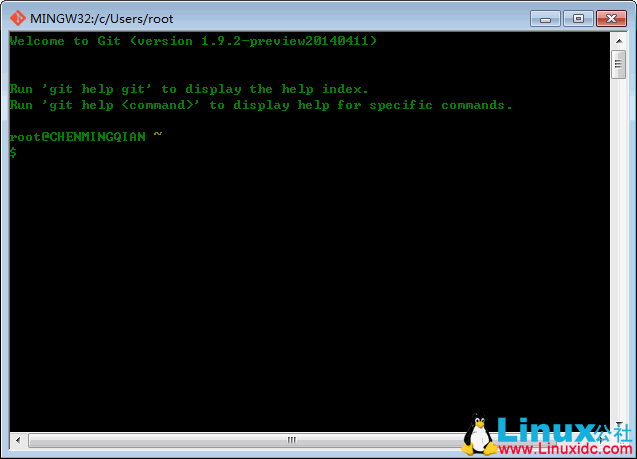 MINGW32:/c/Users/root
Welcome to Git (version 1.9.2-preview20140411)
Run 'git help git' to display the help index.
Run 'git help <command>' to display help for specific commands.
root@CHENMINGQIAN ~
$
Linux公社
www.Linuxidc.com